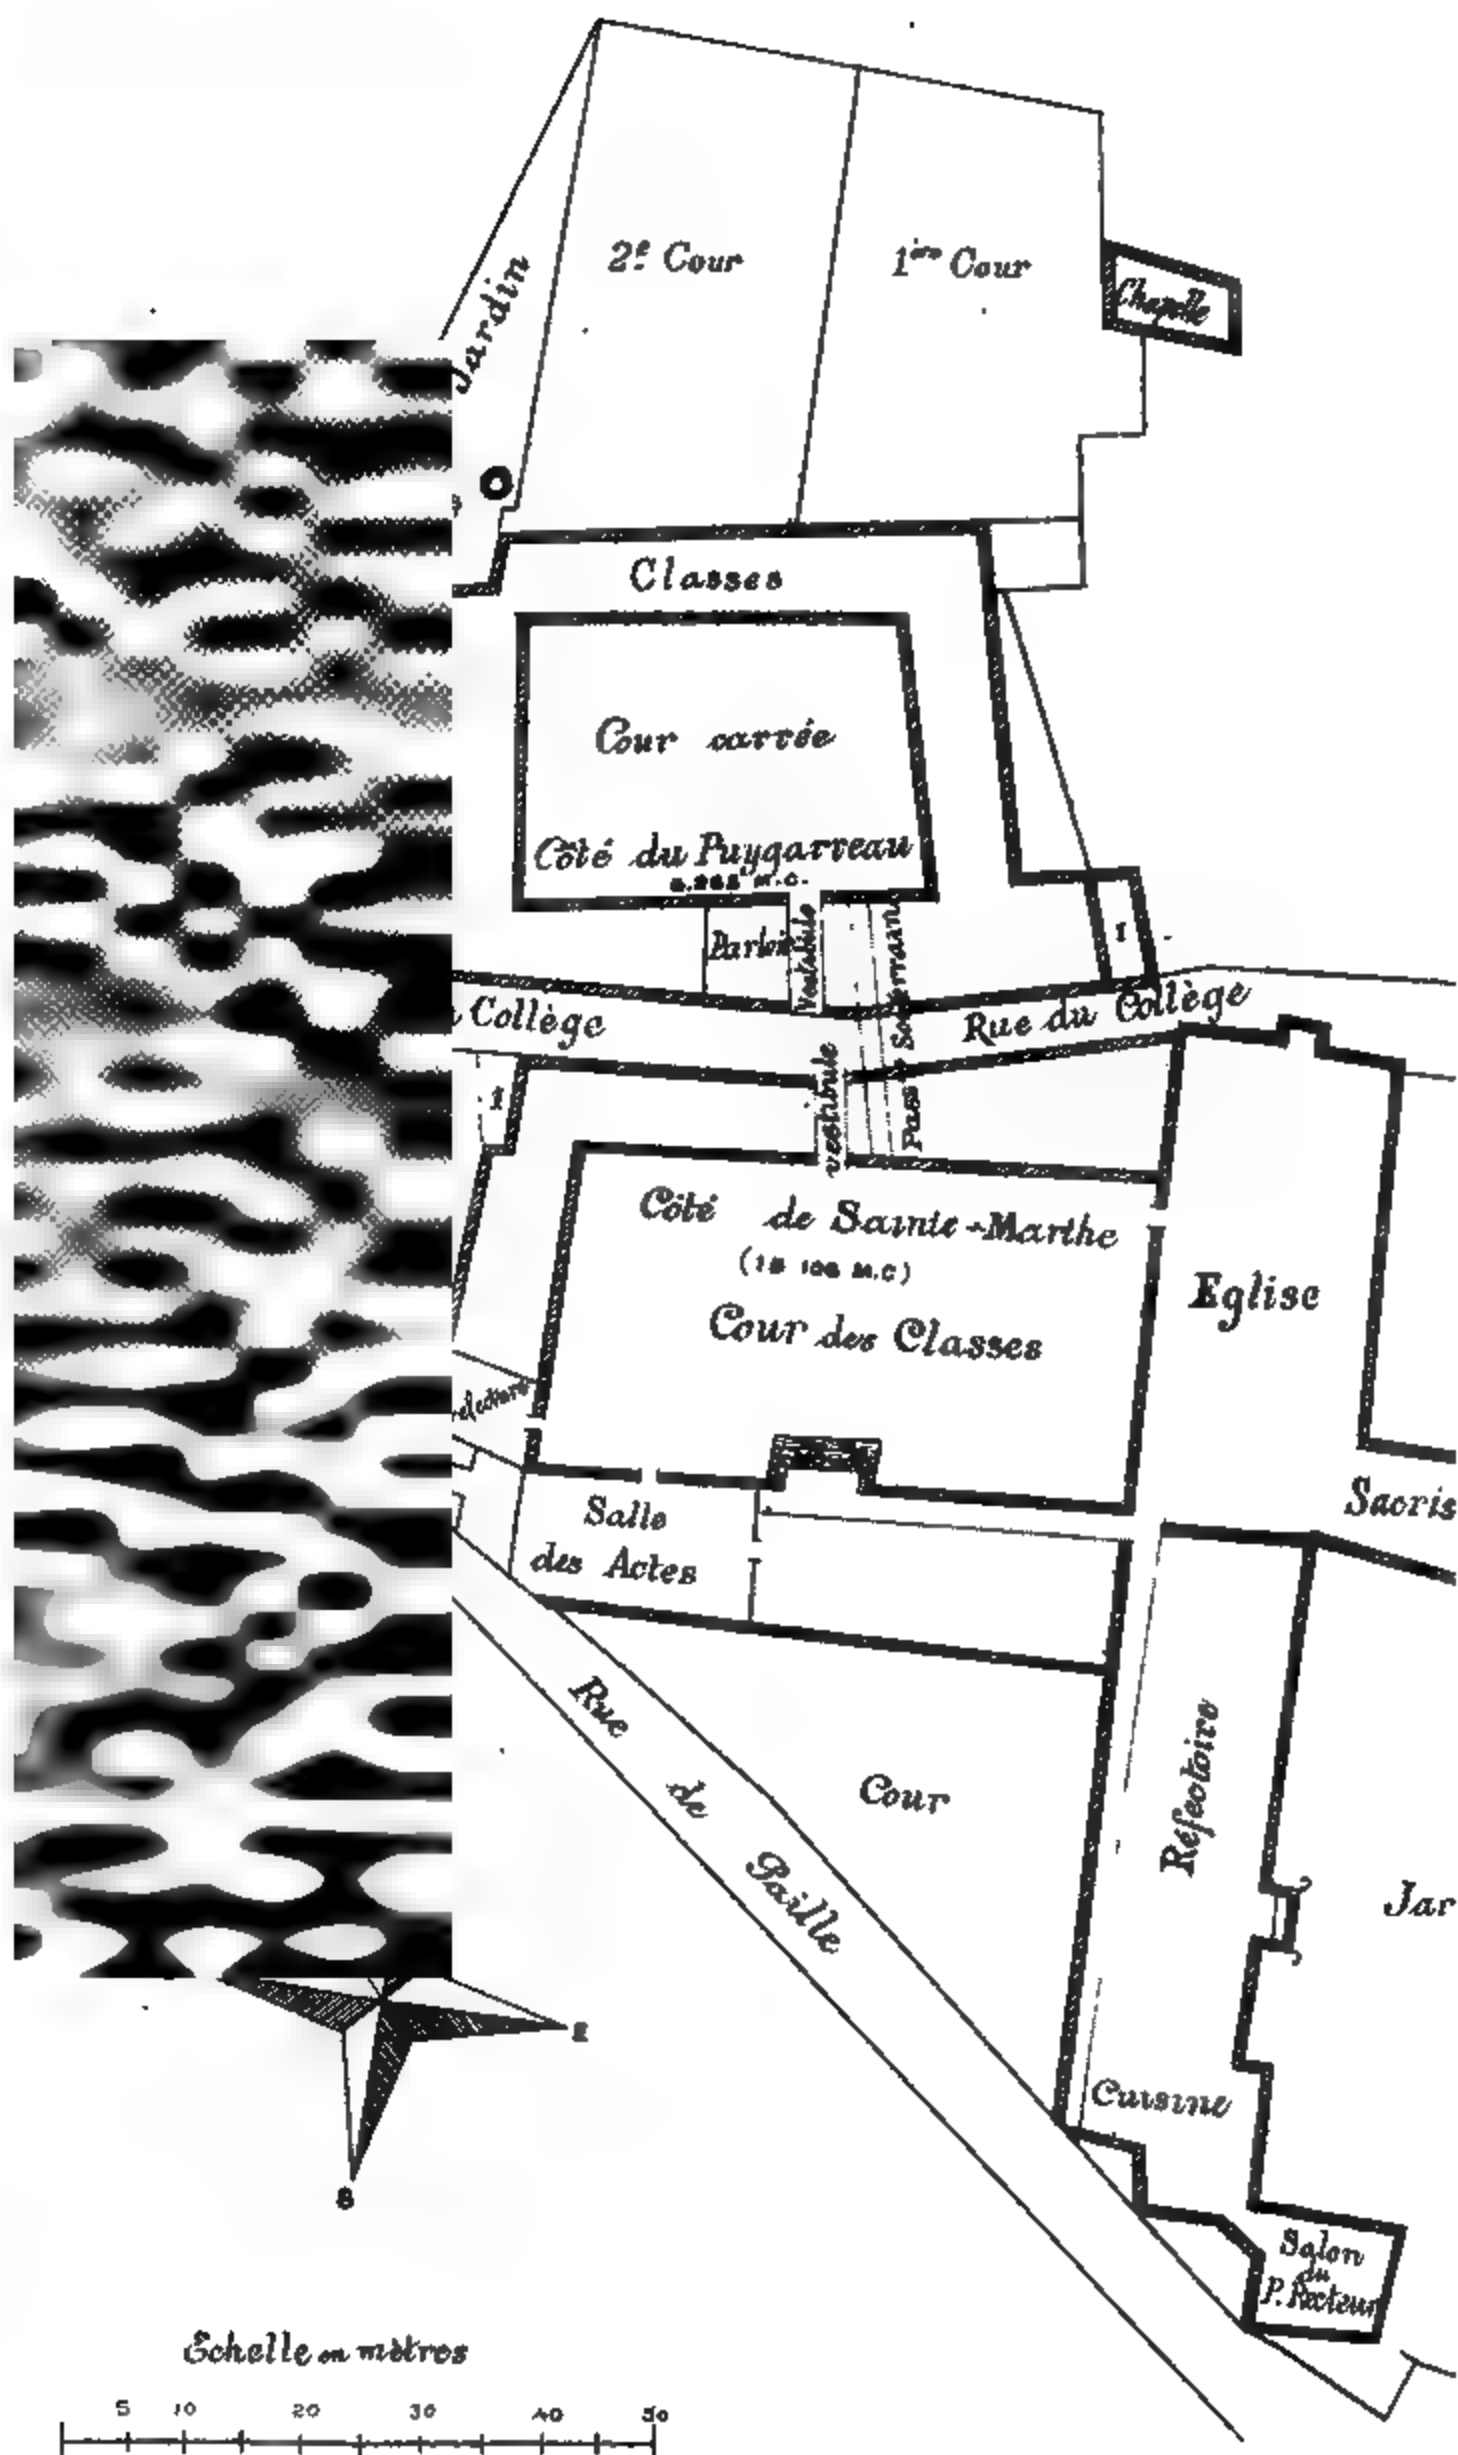 Jardin
2e Cour
1ère Cour
Chapelle
Classes
Cour carrée
Côté du Puygarreau
M.C.
Parloir
Vestibule
Souterrain
Collège
Rue du Collège
1
vestibule
Pass
Côté de Sainte-Marthe
M.C)
Cour des Classes
Eglise
Sacris
Salle
des Actes
Rue
de
Paille
Cour
Réfectoire
Jar
E
S
Cuisine
Salon
du
P. Recteur
Echelle en mètres
5 10 20 30 40 50